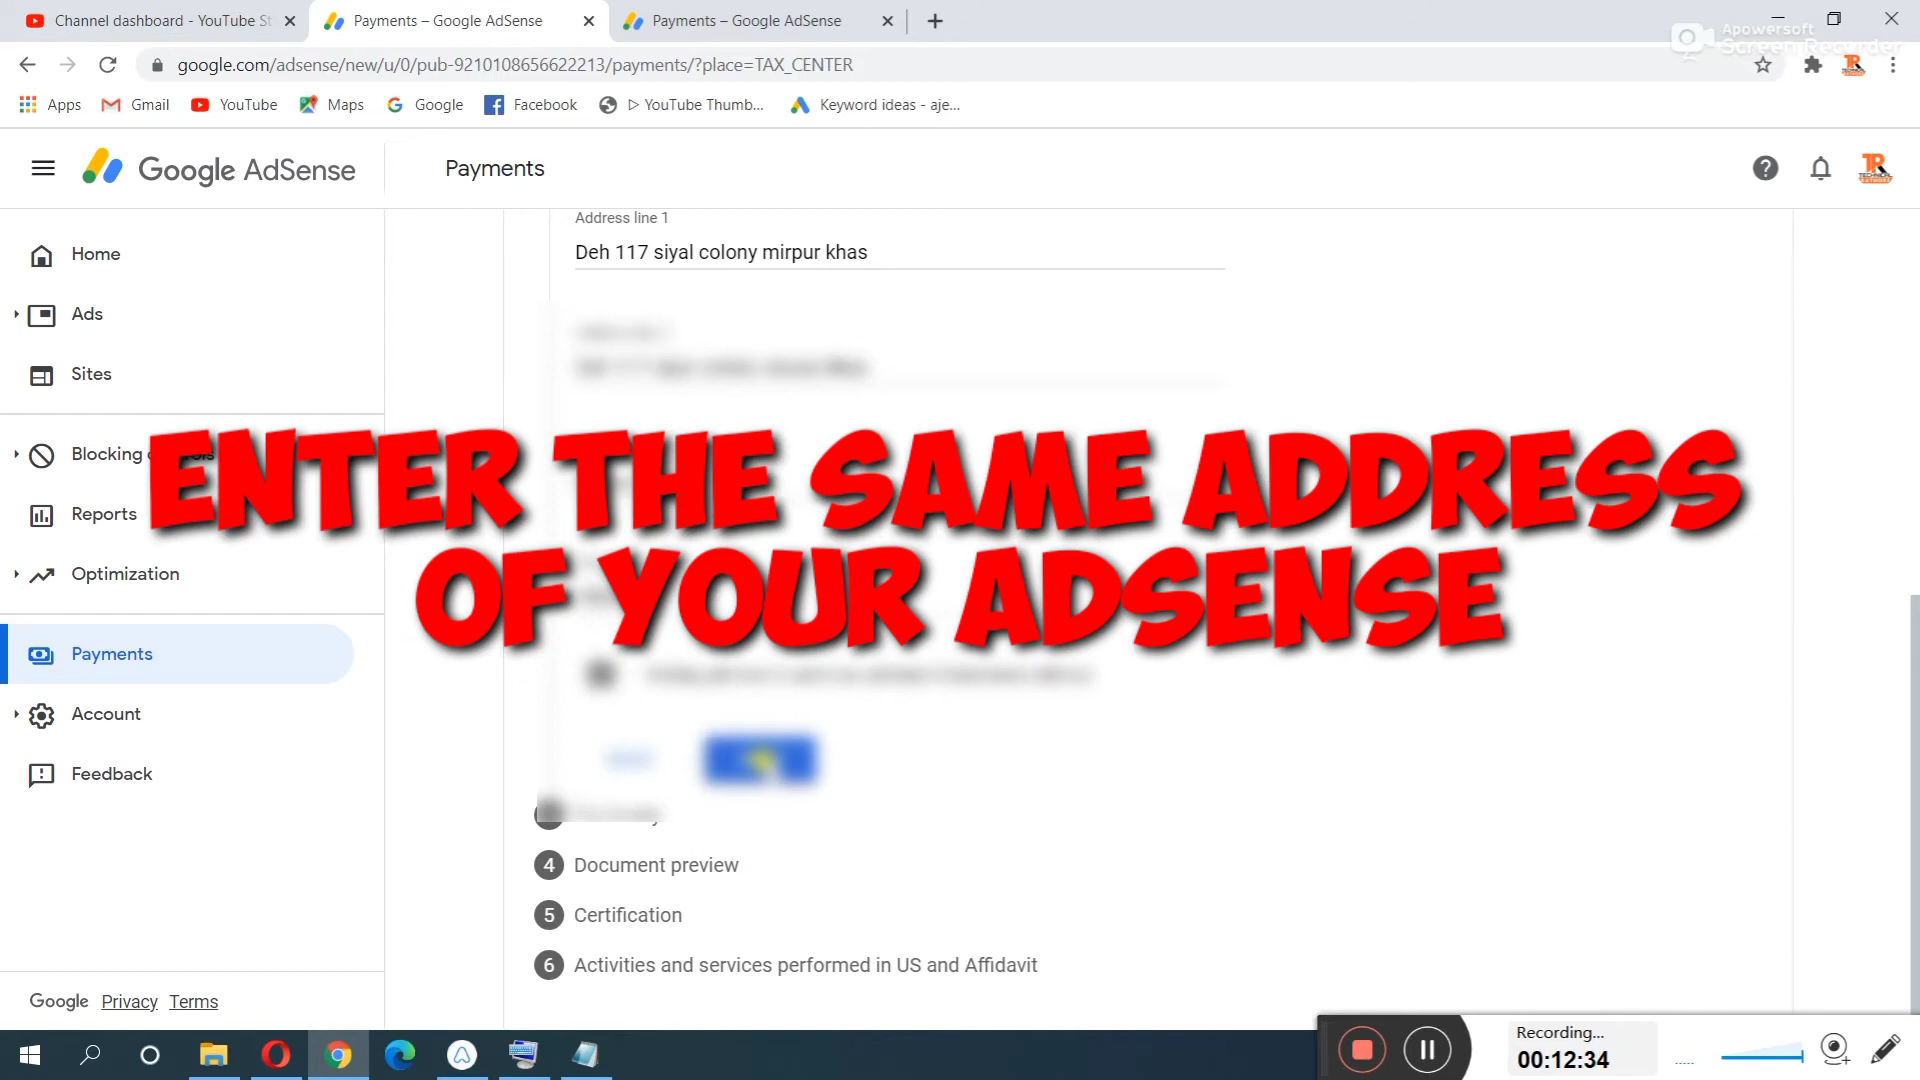 Channel dashboard - YouTube St
Payments – Google AdSense
Payments – Google AdSense
Apowersoft
Screen Recorder
google.com/adsense/new/u/0/pub-9210108656622213/payments/?place=TAX_CENTER
Apps
Gmail
YouTube
Maps
Google
Facebook
▷ YouTube Thumb...
Keyword ideas - aje...
Google AdSense
Payments
Address line 1
Deh 117 siyal colony mirpur khas
Home
Ads
Sites
Blocking
Reports
Optimization
Payments
Account
Feedback
ENTER THE SAME ADDRESS
OF YOUR ADSENSE
4 Document preview
5 Certification
6 Activities and services performed in US and Affidavit
Google Privacy Terms
Recording...
00:12:34